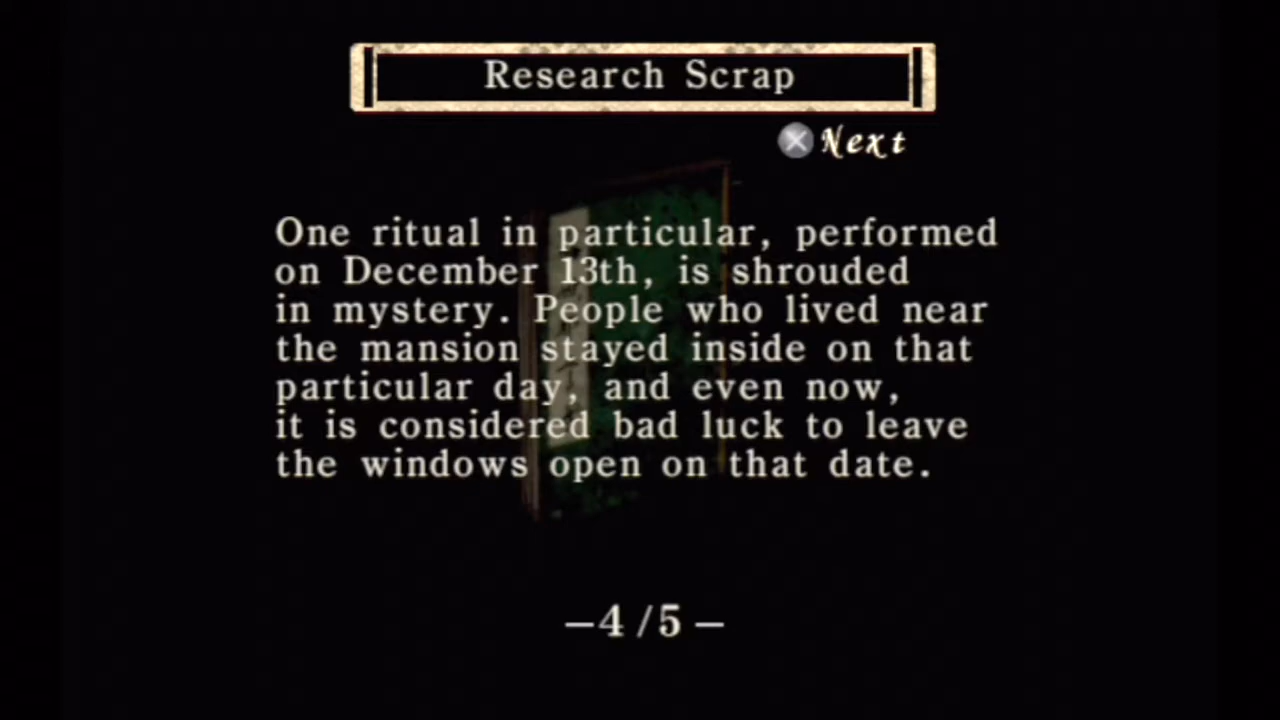 Research Scrap
Next
One ritual in particular, performed
on December 13th, is shrouded
in mystery. People who lived near
the mansion stayed inside on that
particular day, and even now,
it is considered bad luck to leave
the windows open on that date.
–4/5–